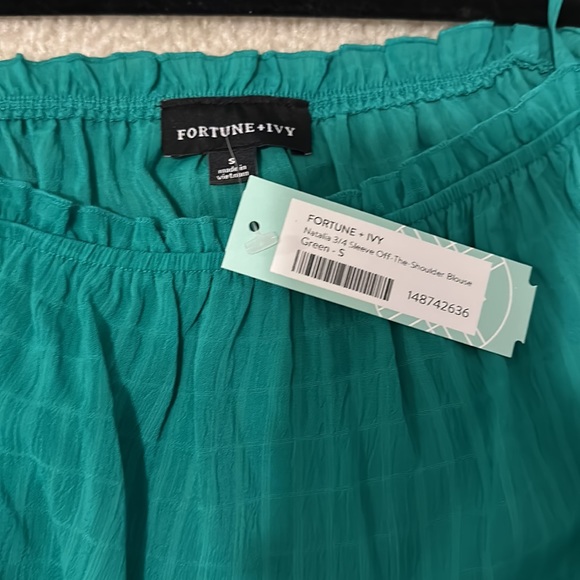 FORTUNE+IVY
S
made in
vietnam
FORTUNE + IVY
Natalia 3/4 Sleeve Off-The-Shoulder Blouse
Green - S
148742636